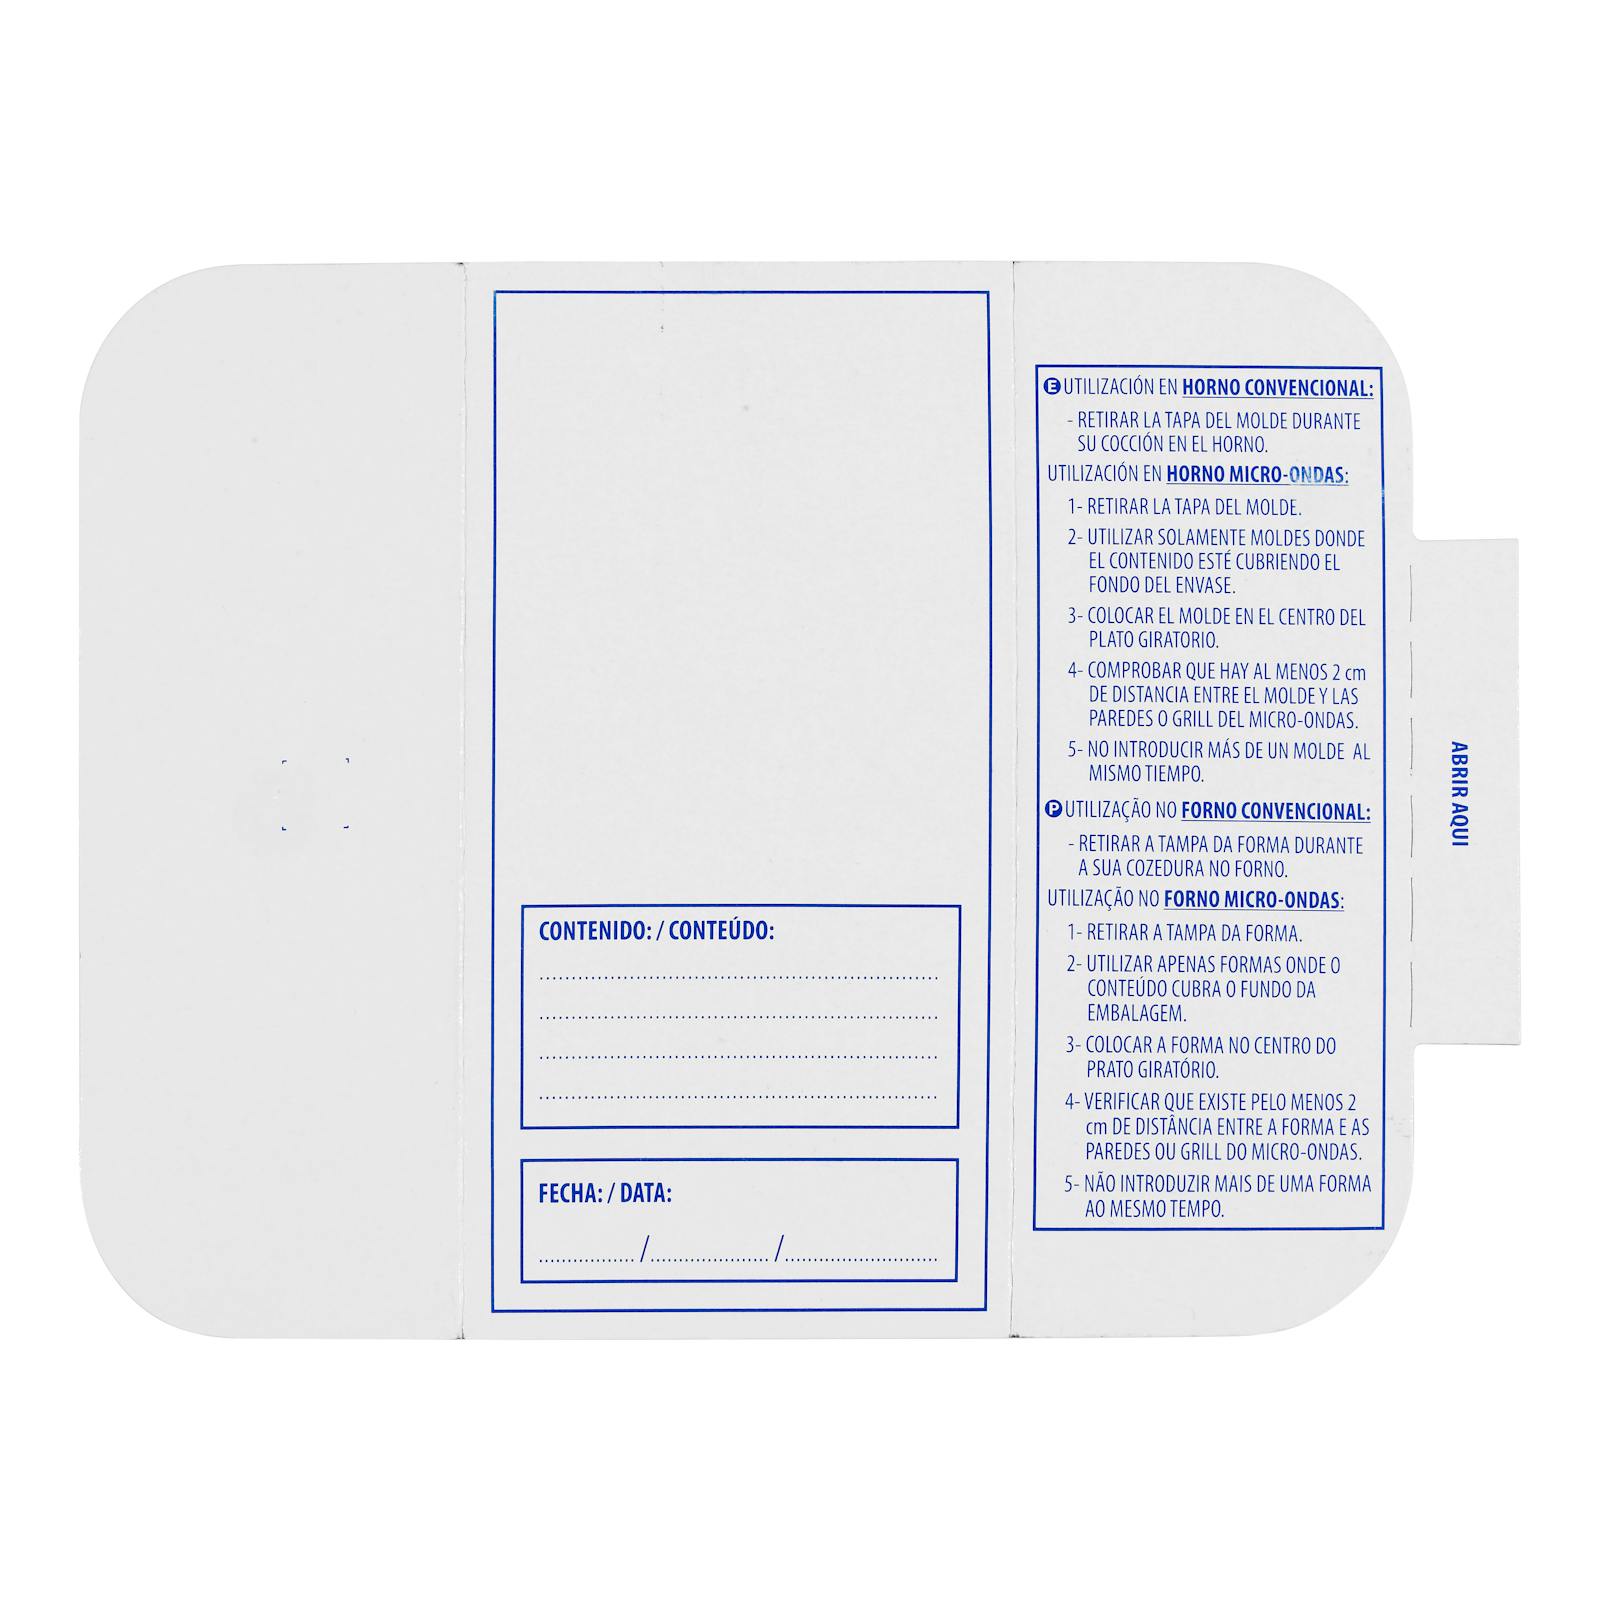 CONTENIDO: / CONTEÚDO:
FECHA: / DATA:
/ /
E UTILIZACIÓN EN HORNO CONVENCIONAL:
- RETIRAR LA TAPA DEL MOLDE DURANTE
SU COCCIÓN EN EL HORNO.
UTILIZACIÓN EN HORNO MICRO-ONDAS:
1- RETIRAR LA TAPA DEL MOLDE.
2- UTILIZAR SOLAMENTE MOLDES DONDE
EL CONTENIDO ESTÉ CUBRIENDO EL
FONDO DEL ENVASE.
3- COLOCAR EL MOLDE EN EL CENTRO DEL
PLATO GIRATORIO.
4- COMPROBAR QUE HAY AL MENOS 2 cm
DE DISTANCIA ENTRE EL MOLDE Y LAS
PAREDES O GRILL DEL MICRO-ONDAS.
5- NO INTRODUCIR MÁS DE UN MOLDE AL
MISMO TIEMPO.
P UTILIZAÇÃO NO FORNO CONVENCIONAL:
- RETIRAR A TAMPA DA FORMA DURANTE
A SUA COZEDURA NO FORNO.
UTILIZAÇÃO NO FORNO MICRO-ONDAS:
1- RETIRAR A TAMPA DA FORMA.
2- UTILIZAR APENAS FORMAS ONDE O
CONTEÚDO CUBRA O FUNDO DA
EMBALAGEM.
3- COLOCAR A FORMA NO CENTRO DO
PRATO GIRATÓRIO.
4- VERIFICAR QUE EXISTE PELO MENOS 2
cm DE DISTÂNCIA ENTRE A FORMA E AS
PAREDES OU GRILL DO MICRO-ONDAS.
5- NÃO INTRODUZIR MAIS DE UMA FORMA
AO MESMO TEMPO.
ABRIR AQUI